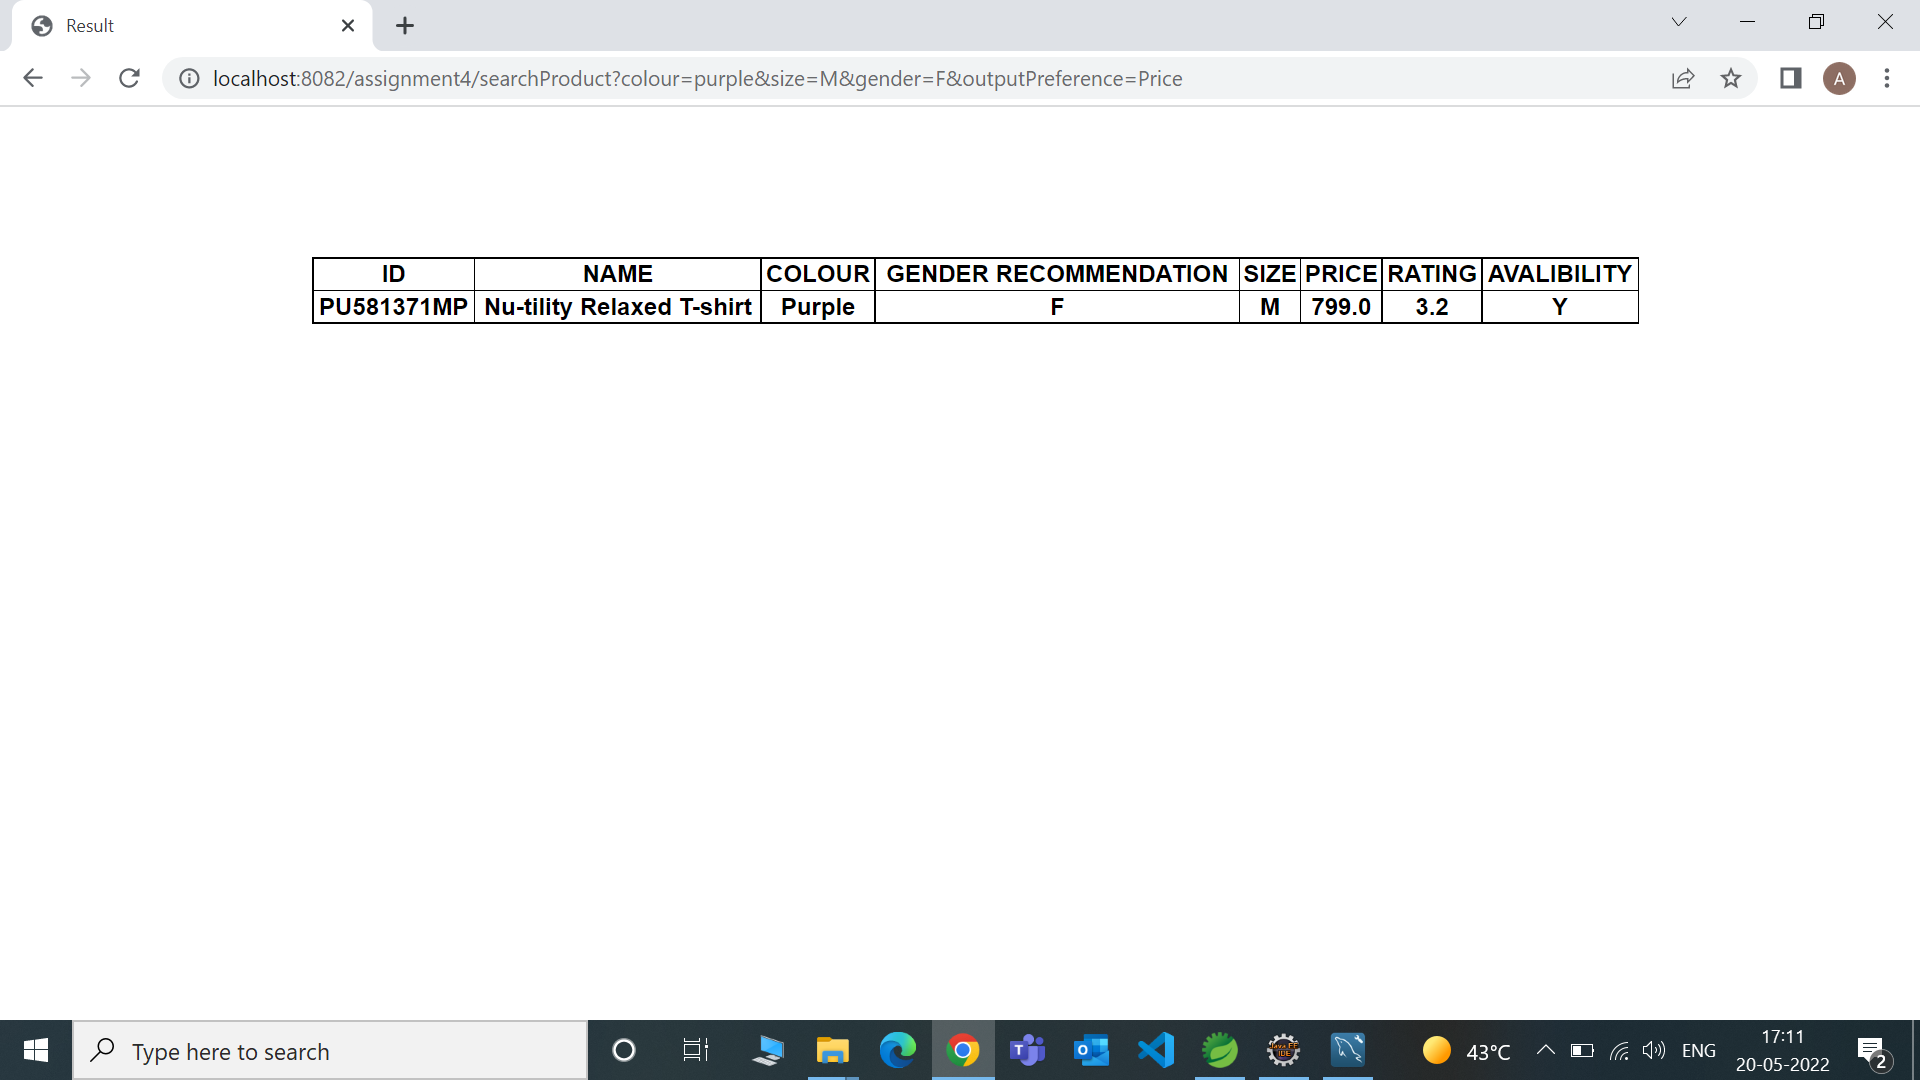 Result
localhost:8082/assignment4/searchProduct?colour=purple&size=M&gender=F&outputPreference=Price
A
ID NAME COLOUR GENDER RECOMMENDATION SIZE PRICE RATING AVALIBILITY
PU581371MP Nu-tility Relaxed T-shirt Purple F M 799.0 3.2 Y
Type here to search
43°C
ENG
17:11
20-05-2022
2